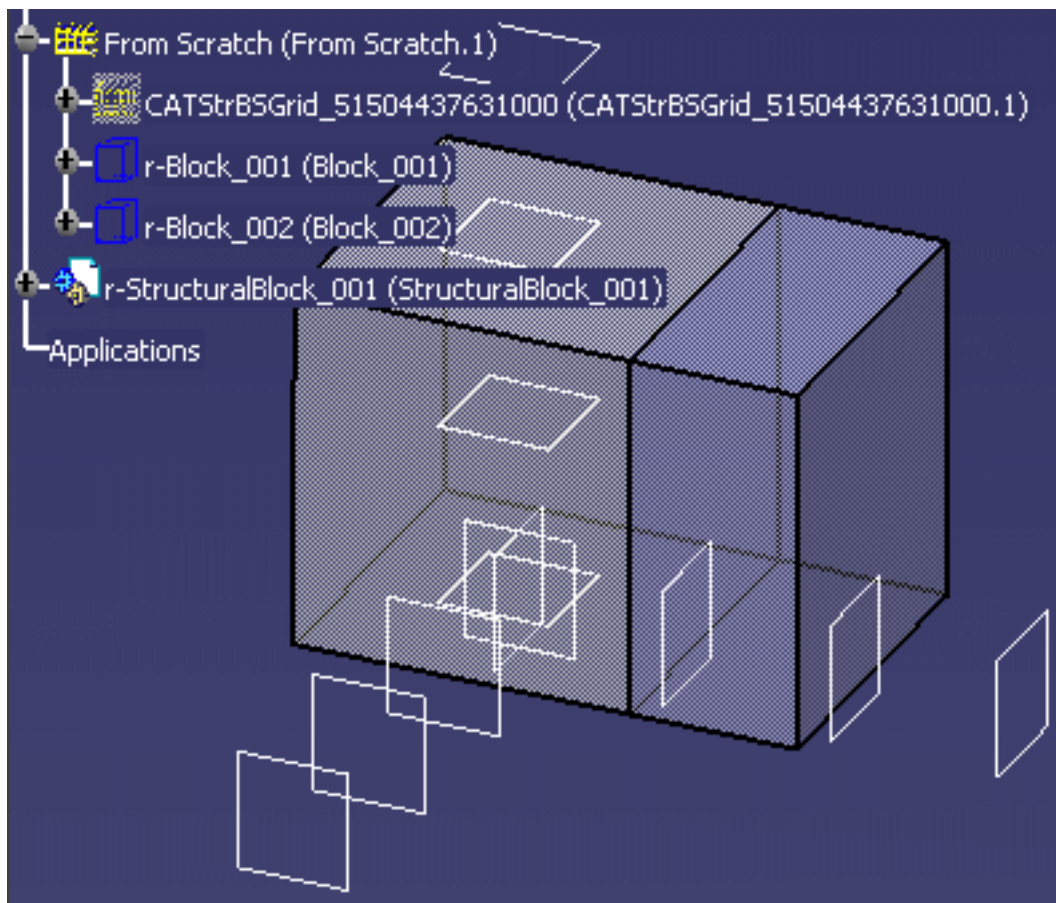 From Scratch (From Scratch.1)
CATStrBSGrid_51504437631000 (CATStrBSGrid_51504437631000.1)
r-Block_001 (Block_001)
r-Block_002 (Block_002)
r-StructuralBlock_001 (StructuralBlock_001)
Applications